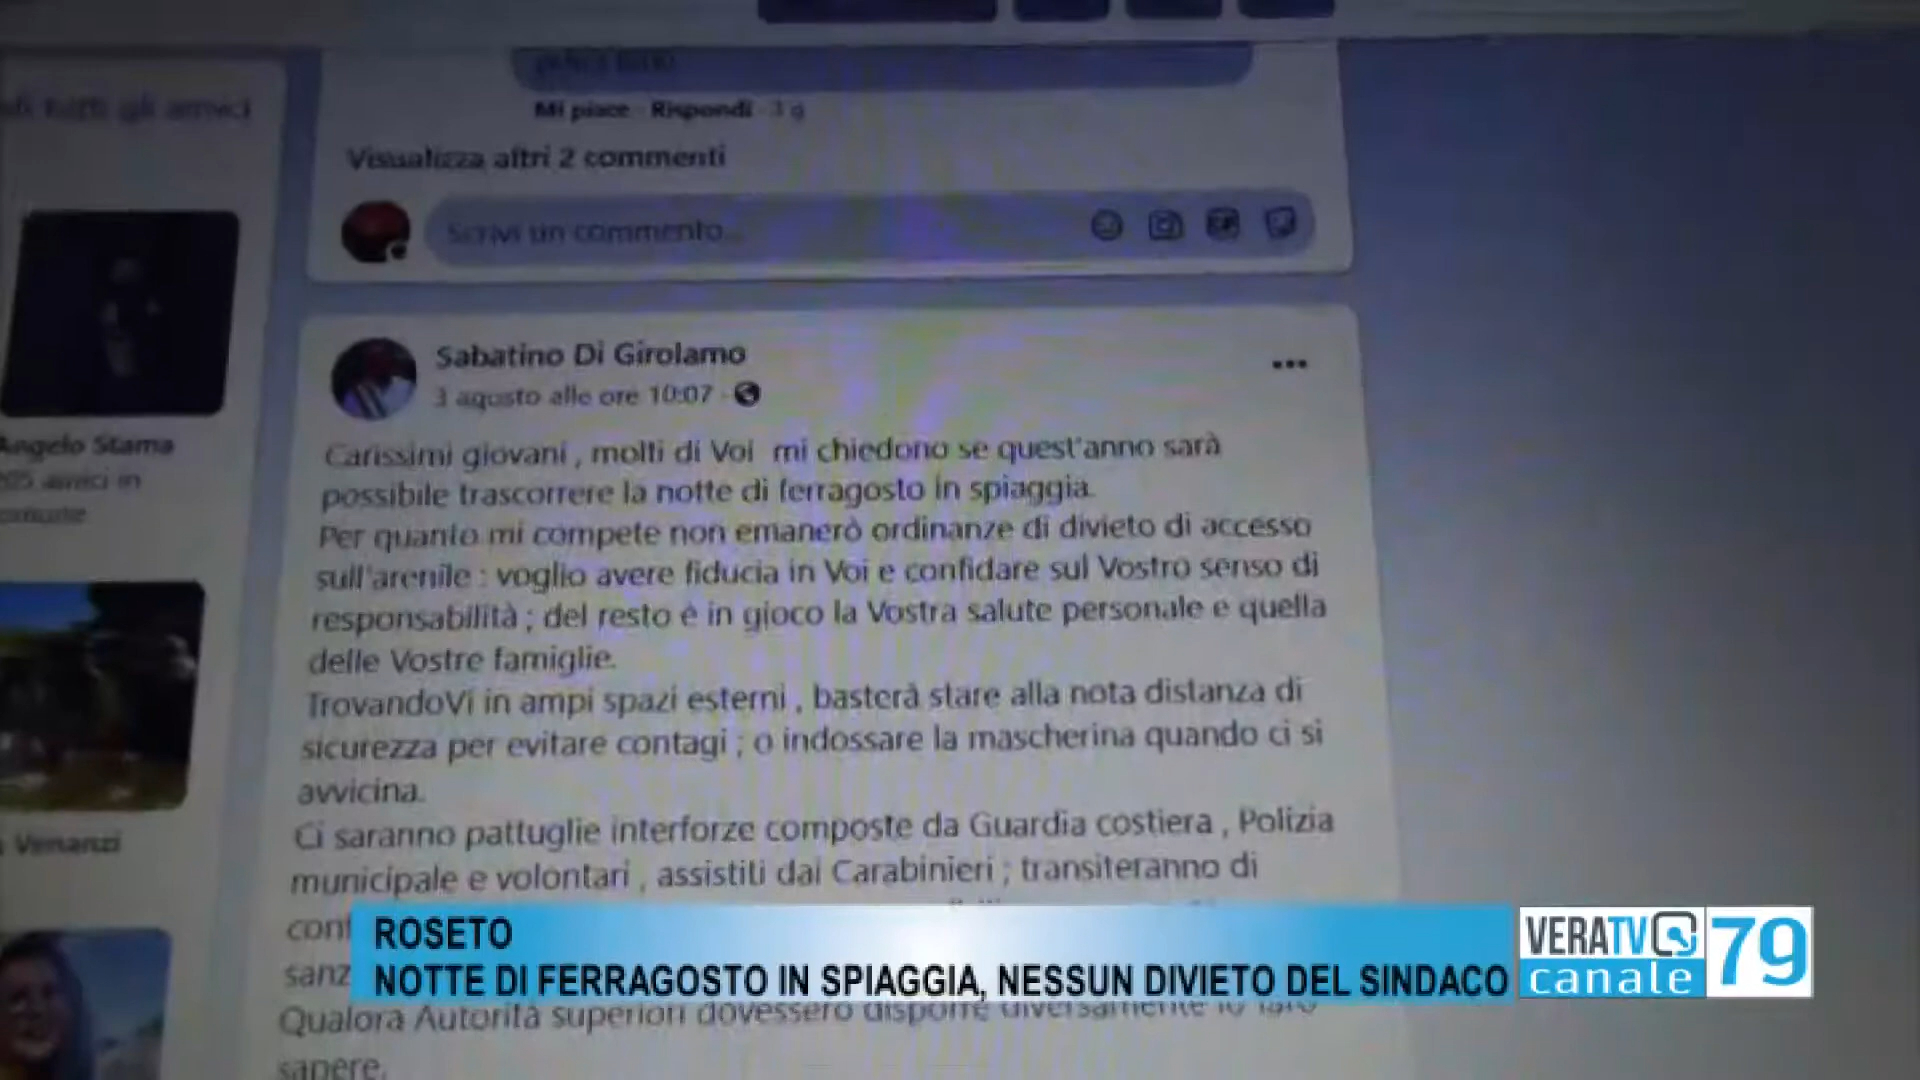 tutti gli amici
Mi piace · Rispondi · 3 g
Visualizza altri 2 commenti
Scrivi un commento...
Sabatino Di Girolamo
3 agosto alle ore 10:07 ·
Angelo Stama
amici in
Carissimi giovani , molti di Voi mi chiedono se quest'anno sarà
possibile trascorrere la notte di ferragosto in spiaggia.
Per quanto mi compete non emanerò ordinanze di divieto di accesso
sull'arenile : voglio avere fiducia in Voi e confidare sul Vostro senso di
responsabilità ; del resto è in gioco la Vostra salute personale e quella
delle Vostre famiglie.
TrovandoVi in ampi spazi esterni , basterà stare alla nota distanza di
sicurezza per evitare contagi ; o indossare la mascherina quando ci si
avvicina.
Venanzi
Ci saranno pattuglie interforze composte da Guardia costiera , Polizia
municipale e volontari , assistiti dai Carabinieri ; transiteranno di
Qualora Autorità superiori dovessero disporre diversamente lo farò
sapere.
ROSETO
NOTTE DI FERRAGOSTO IN SPIAGGIA, NESSUN DIVIETO DEL SINDACO
VERATV
canale
79